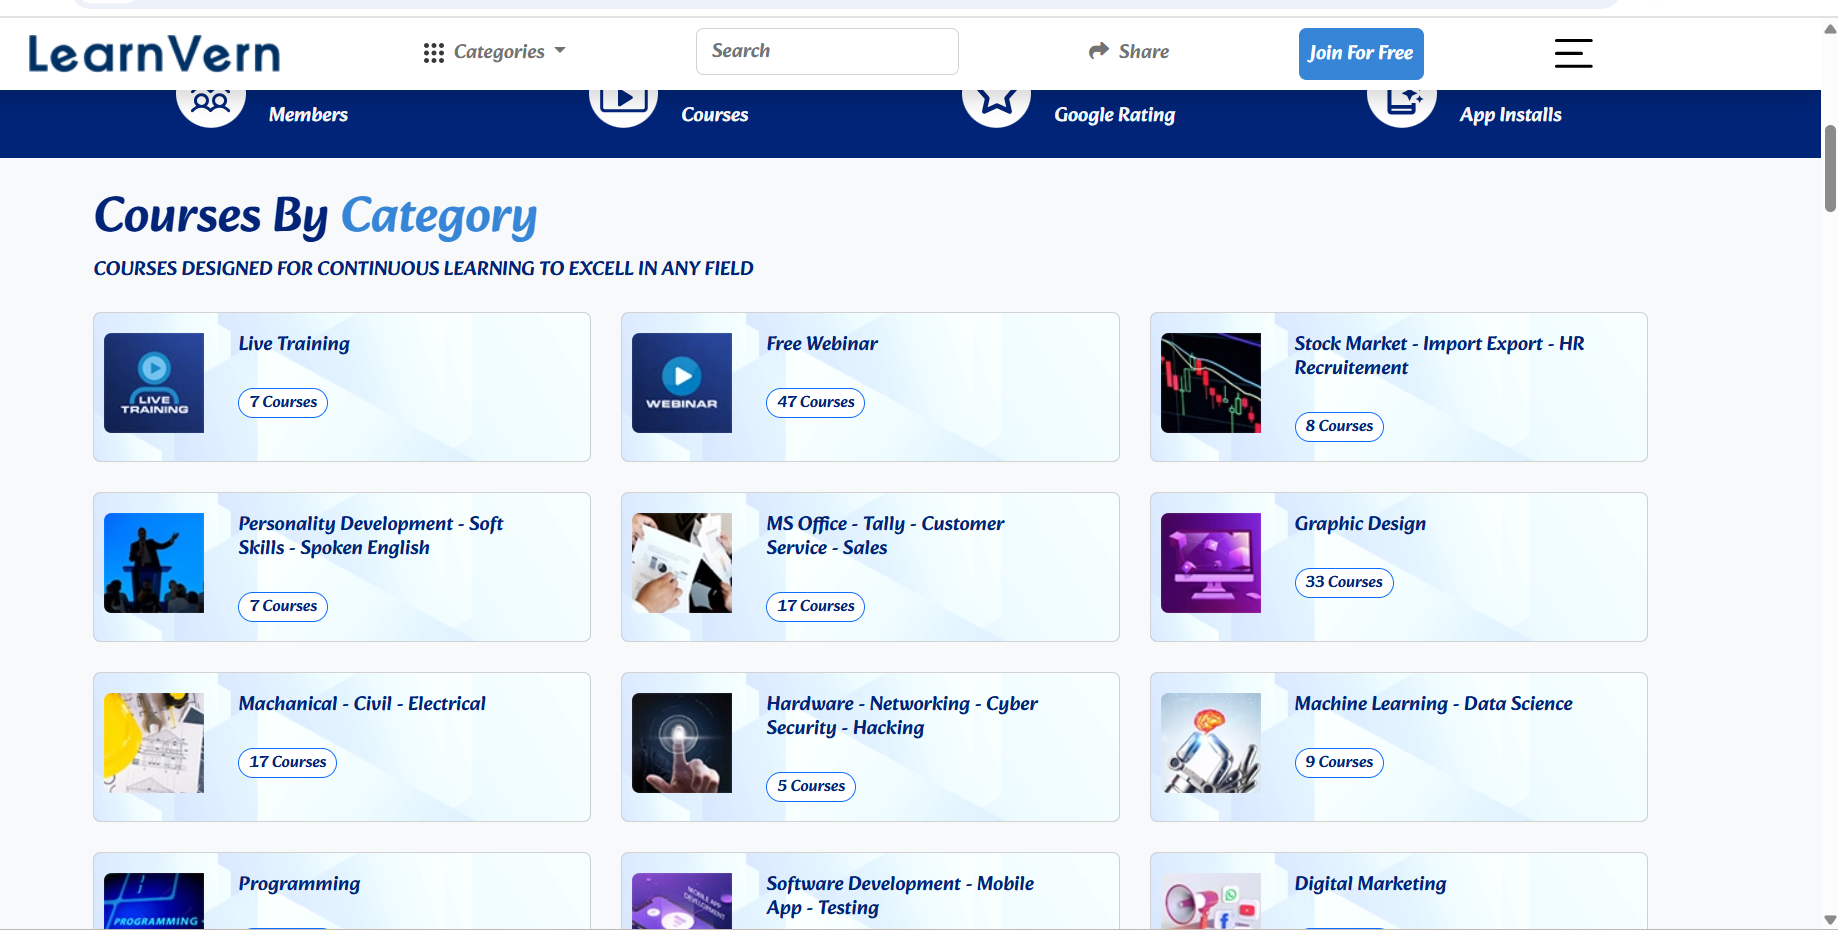 LearnVern
Categories
Search
Share
Join For Free
Members
Courses
Google Rating
App Installs
Courses By Category
COURSES DESIGNED FOR CONTINUOUS LEARNING TO EXCELL IN ANY FIELD
LIVE
TRAINING
Live Training
7 Courses
WEBINAR
Free Webinar
47 Courses
Stock Market - Import Export - HR
Recruitement
8 Courses
Personality Development - Soft
Skills - Spoken English
7 Courses
MS Office - Tally - Customer
Service - Sales
17 Courses
Graphic Design
33 Courses
Machanical - Civil - Electrical
17 Courses
Hardware - Networking - Cyber
Security - Hacking
5 Courses
Machine Learning - Data Science
9 Courses
PROGRAMMING
Programming
MOBILE APP
DEVELOPMENT
Software Development - Mobile
App - Testing
Digital Marketing